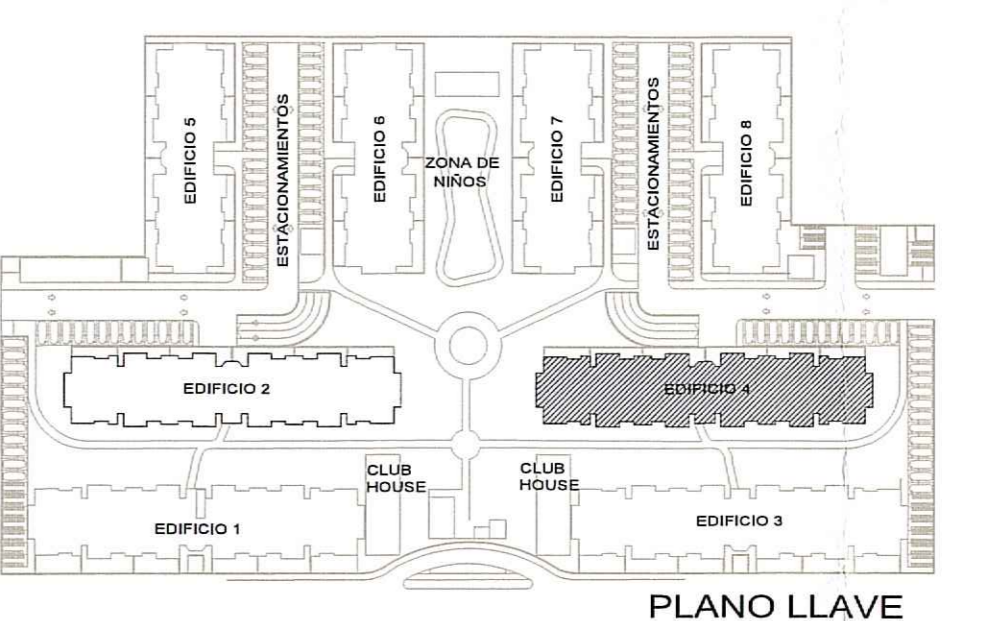 EDIFICIO 5
ESTACIONAMIENTOS
EDIFICIO 6
ZONA DE
NIÑOS
EDIFICIO 7
ESTACIONAMIENTOS
EDIFICIO 8
EDIFICIO 2
EDIFICIO 4
CLUB
HOUSE
CLUB
HOUSE
EDIFICIO 1
EDIFICIO 3
PLANO LLAVE